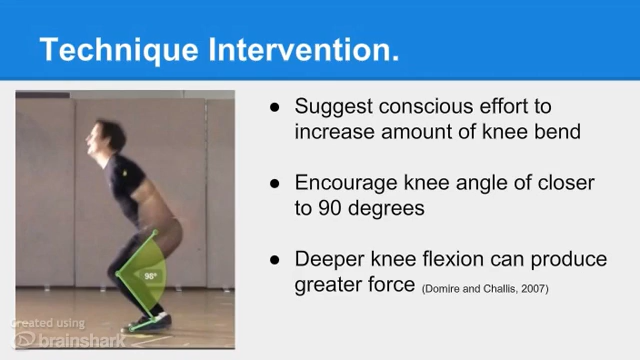 Technique Intervention.
● Suggest conscious effort to
increase amount of knee bend
● Encourage knee angle of closer
to 90 degrees
● Deeper knee flexion can produce
greater force (Domire and Challis, 2007)
98°
Created using
brainshark